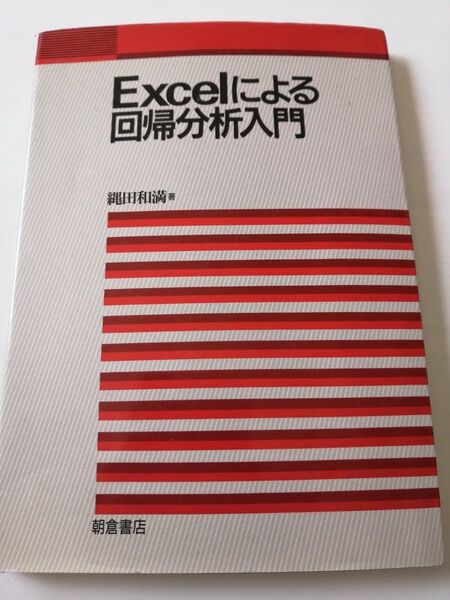 Excelによる
回帰分析入門
縄田和満著
朝倉書店